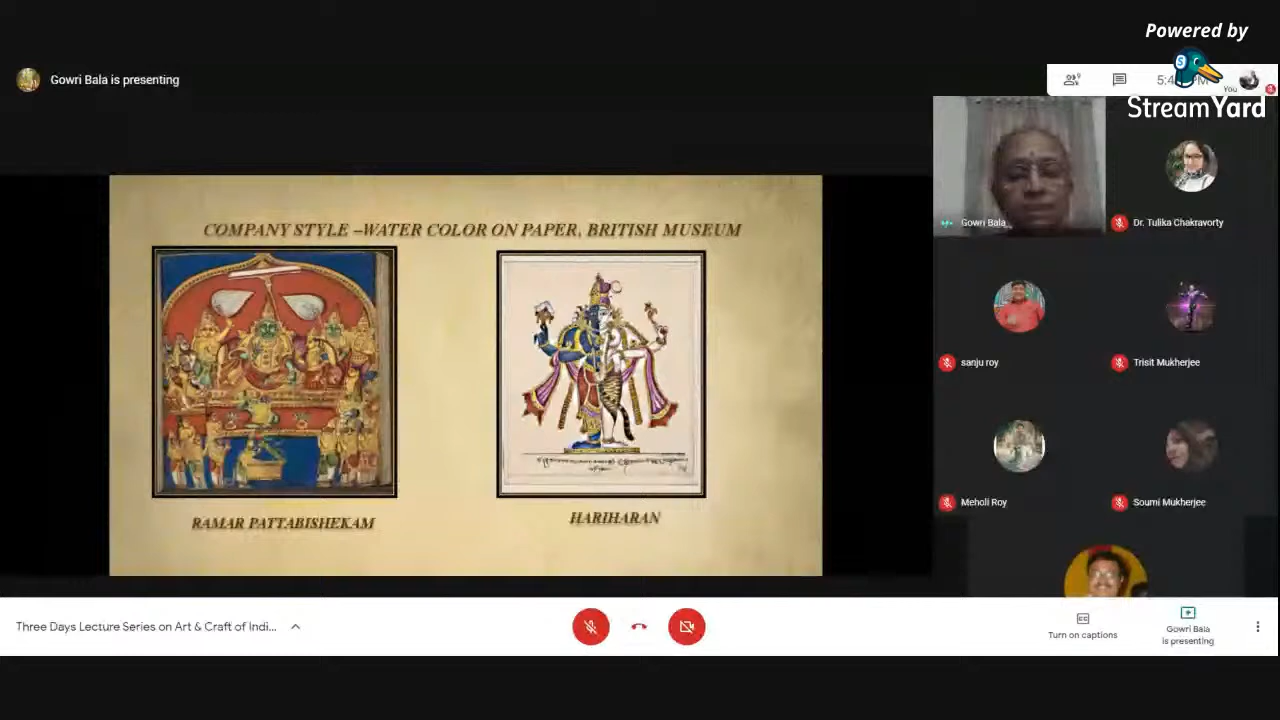 Powered by
StreamYard
Gowri Bala is presenting
You
COMPANY STYLE –WATER COLOR ON PAPER, BRITISH MUSEUM
RAMAR PATTABISHEKAM
HARIHARAN
Gowri Bala
Dr. Tulika Chakravorty
sanju roy
Trisit Mukherjee
Meholi Roy
Soumi Mukherjee
Three Days Lecture Series on Art & Craft of Indi...
Turn on captions
Gowri Bala
is presenting